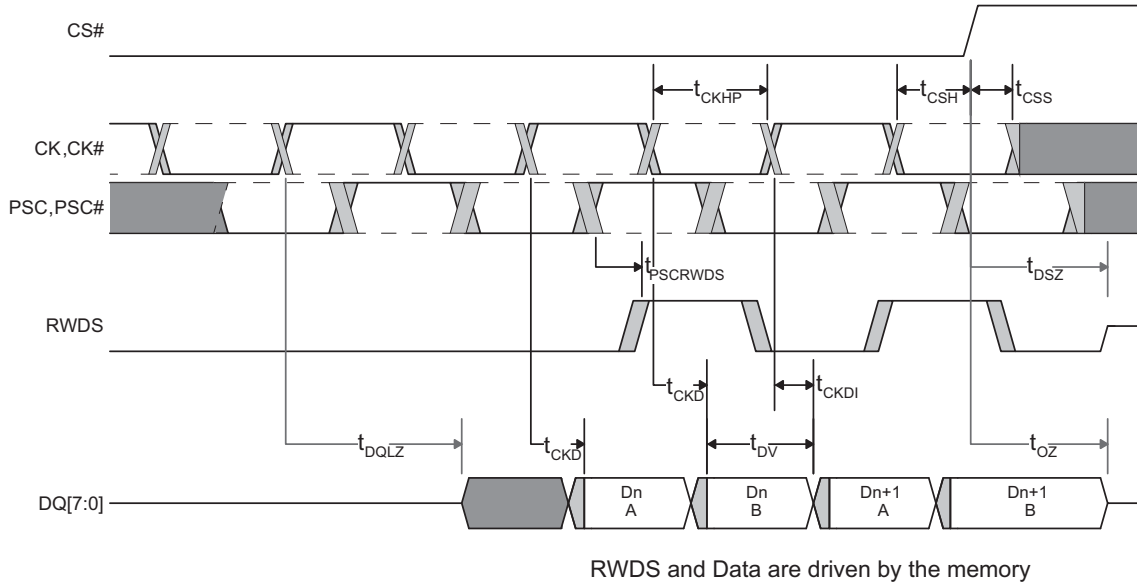 CS#
tCKHP
tCSH
tCSS
CK,CK#
PSC,PSC#
tPSCRWDS
tDSZ
RWDS
tCKD
tCKDI
tDQLZ
tCKD
tDV
tOZ
DQ[7:0]
Dn
A
Dn
B
Dn+1
A
Dn+1
B
RWDS and Data are driven by the memory